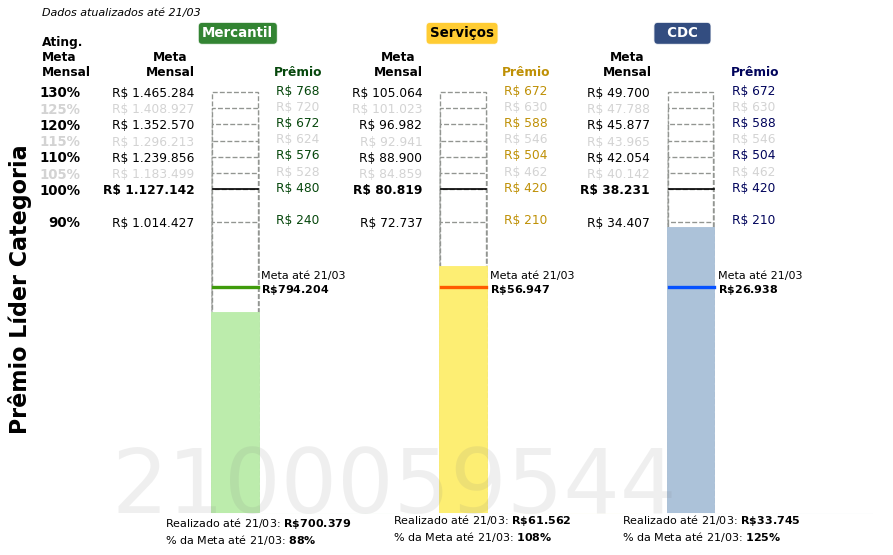 Dados atualizados até 21/03
Mercantil
Serviços
CDC
Ating. Meta Mensal
Meta Mensal
Prêmio
Meta Mensal
Prêmio
Meta Mensal
Prêmio
130% R$ 1.465.284 R$ 768 R$ 105.064 R$ 672 R$ 49.700 R$ 672
125% R$ 1.408.927 R$ 720 R$ 101.023 R$ 630 R$ 47.788 R$ 630
120% R$ 1.352.570 R$ 672 R$ 96.982 R$ 588 R$ 45.877 R$ 588
115% R$ 1.296.213 R$ 624 R$ 92.941 R$ 546 R$ 43.965 R$ 546
110% R$ 1.239.856 R$ 576 R$ 88.900 R$ 504 R$ 42.054 R$ 504
105% R$ 1.183.499 R$ 528 R$ 84.859 R$ 462 R$ 40.142 R$ 462
100% R$ 1.127.142 R$ 480 R$ 80.819 R$ 420 R$ 38.231 R$ 420
90% R$ 1.014.427 R$ 240 R$ 72.737 R$ 210 R$ 34.407 R$ 210
Prêmio Líder Categoria
Meta até 21/03
R$794.204
Meta até 21/03
R$56.947
Meta até 21/03
R$26.938
2100059544
Realizado até 21/03: R$700.379
% da Meta até 21/03: 88%
Realizado até 21/03: R$61.562
% da Meta até 21/03: 108%
Realizado até 21/03: R$33.745
% da Meta até 21/03: 125%